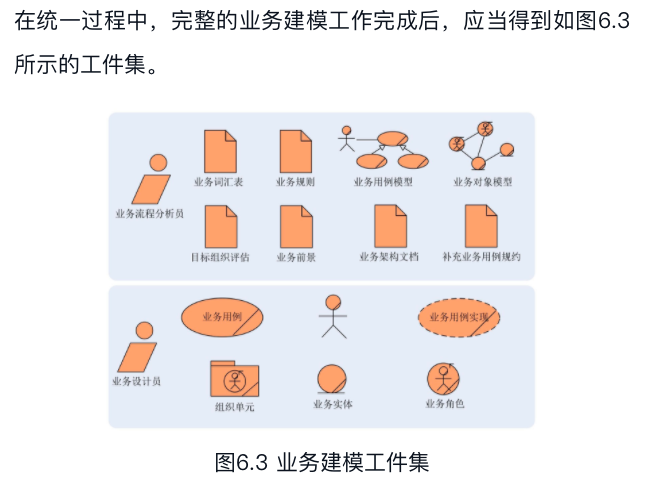 在统一过程中，完整的业务建模工作完成后，应当得到如图6.3
所示的工件集。
业务流程分析员
业务词汇表
业务规则
业务用例模型
业务对象模型
目标组织评估
业务前景
业务架构文档
补充业务用例规约
业务设计员
业务用例
业务用例实现
组织单元
业务实体
业务角色
图6.3 业务建模工件集